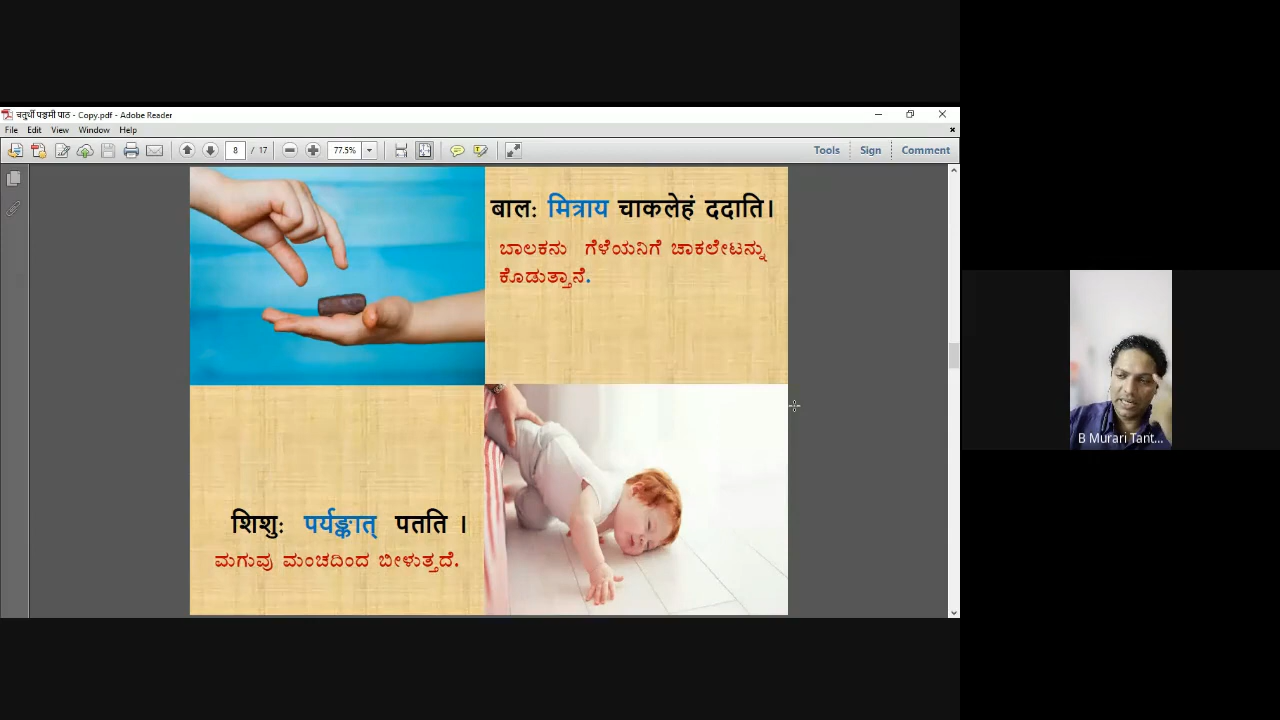 चतुर्थी पञ्चमी पाठ - Copy.pdf - Adobe Reader
File Edit View Window Help
8 / 17 77.5% Tools Sign Comment
बालः मित्राय चाकलेहं ददाति।
ಬಾಲಕನು ಗೆಳೆಯನಿಗೆ ಚಾಕಲೇಟನ್ನು
ಕೊಡುತ್ತಾನೆ.
शिशुः पर्यङ्कात् पतति ।
ಮಗುವು ಮಂಚದಿಂದ ಬೀಳುತ್ತದೆ.
B Murari Tant...